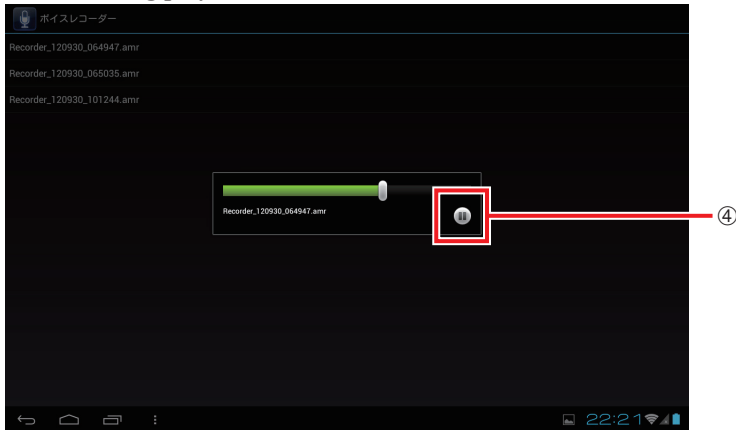 ボイスレコーダー
Recorder_120930_064947.amr
Recorder_120930_065035.amr
Recorder_120930_101244.amr
Recorder_120930_064947.amr
④
22:21